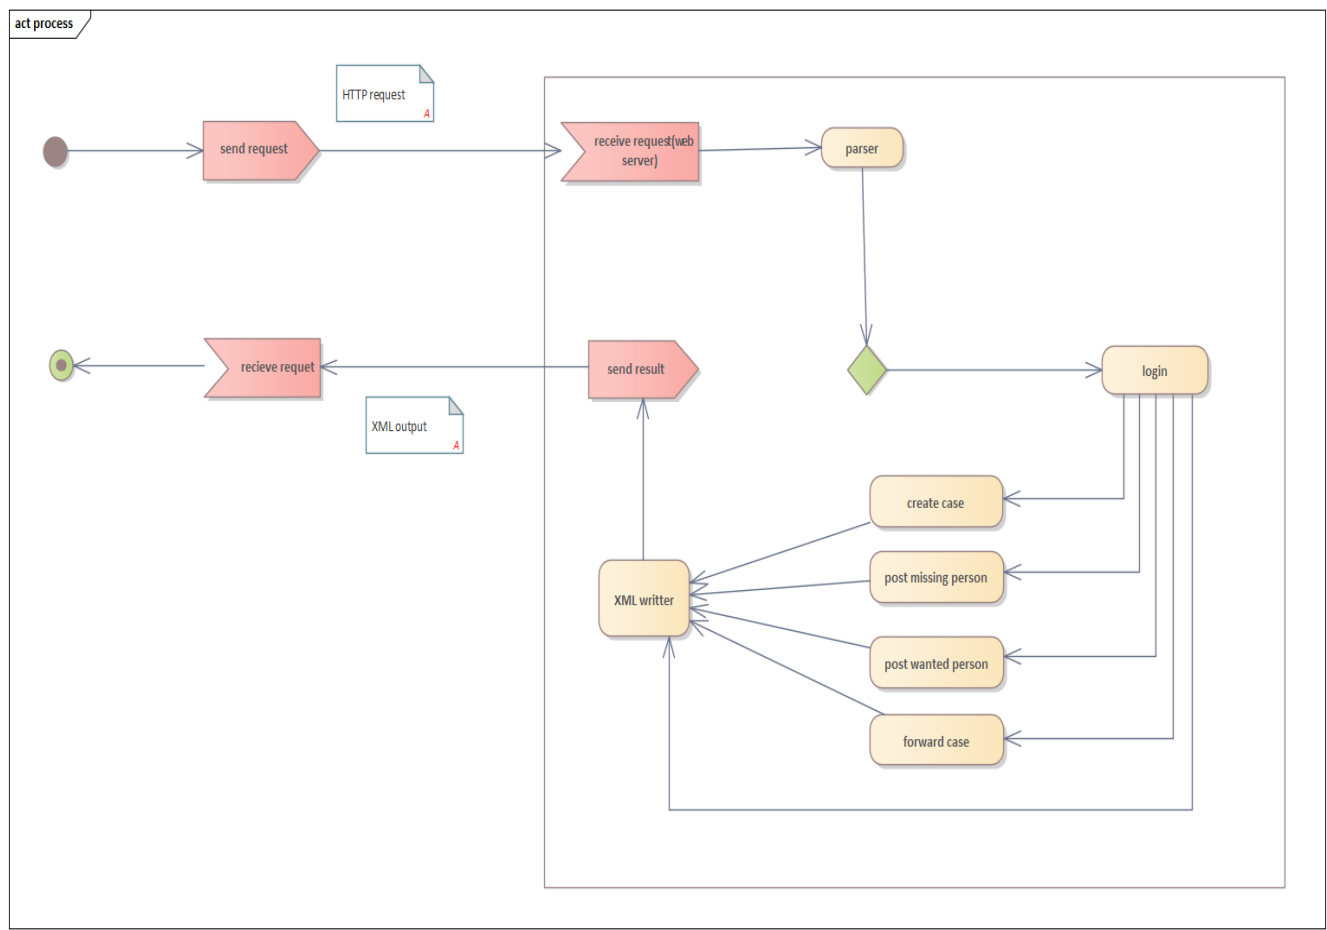 act process
HTTP request
A
send request
receive request(web
server)
parser
recieve requet
send result
login
XML output
A
create case
post missing person
XML writter
post wanted person
forward case